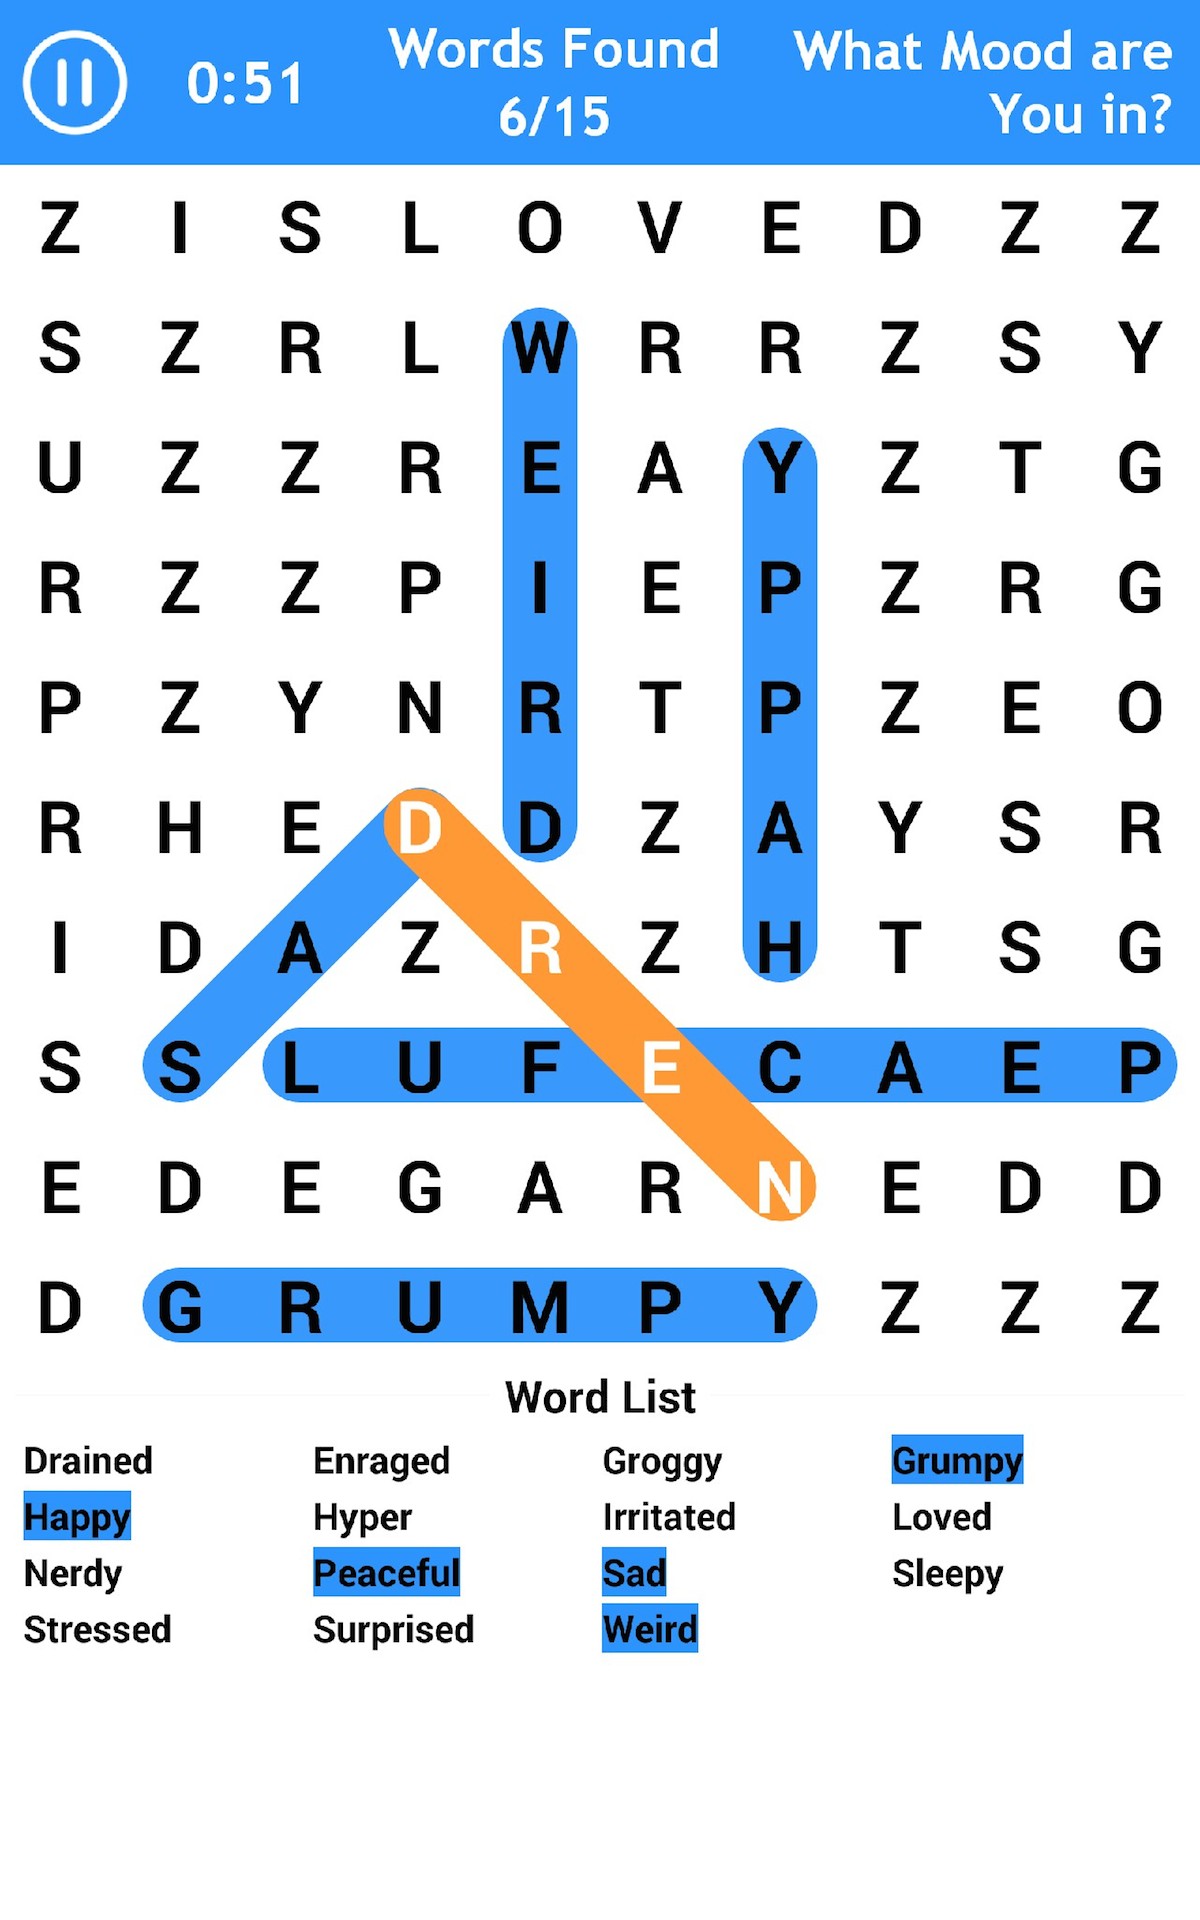 0:51
Words Found
6/15
What Mood are
You in?
Z I S L O V E D Z Z
S Z R L W R R Z S Y
U Z Z R E A Y Z T G
R Z Z P I E P Z R G
P Z Y N R T P Z E O
R H E D D Z A Y S R
I D A Z R Z H T S G
S S L U F E C A E P
E D E G A R N E D D
D G R U M P Y Z Z Z
Word List
Drained Enraged Groggy Grumpy
Happy Hyper Irritated Loved
Nerdy Peaceful Sad Sleepy
Stressed Surprised Weird